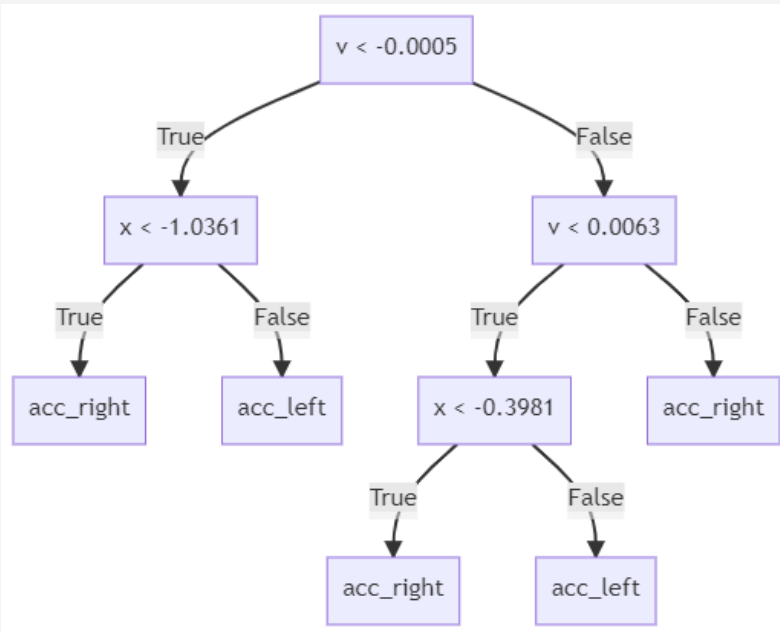 v < -0.0005
True
False
x < -1.0361
v < 0.0063
True
False
True
False
acc_right
acc_left
x < -0.3981
acc_right
True
False
acc_right
acc_left